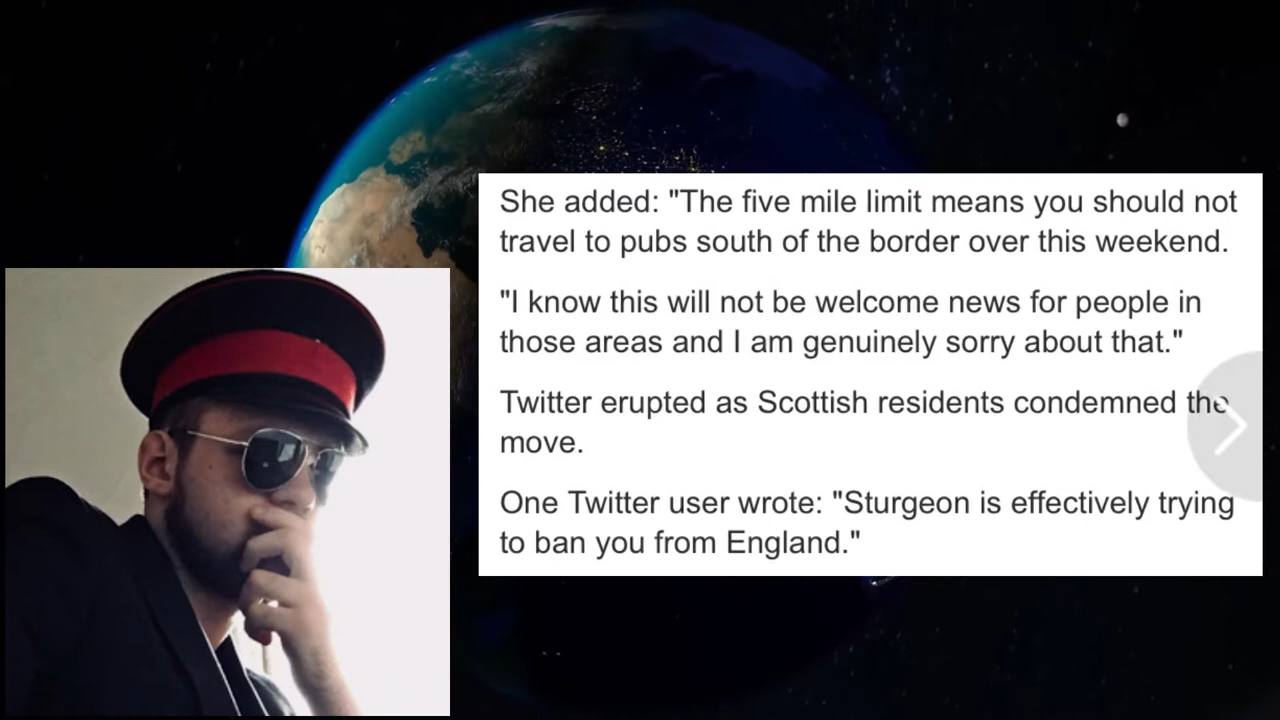 She added: "The five mile limit means you should not
travel to pubs south of the border over this weekend.
"I know this will not be welcome news for people in
those areas and I am genuinely sorry about that."
Twitter erupted as Scottish residents condemned the
move.
One Twitter user wrote: "Sturgeon is effectively trying
to ban you from England."